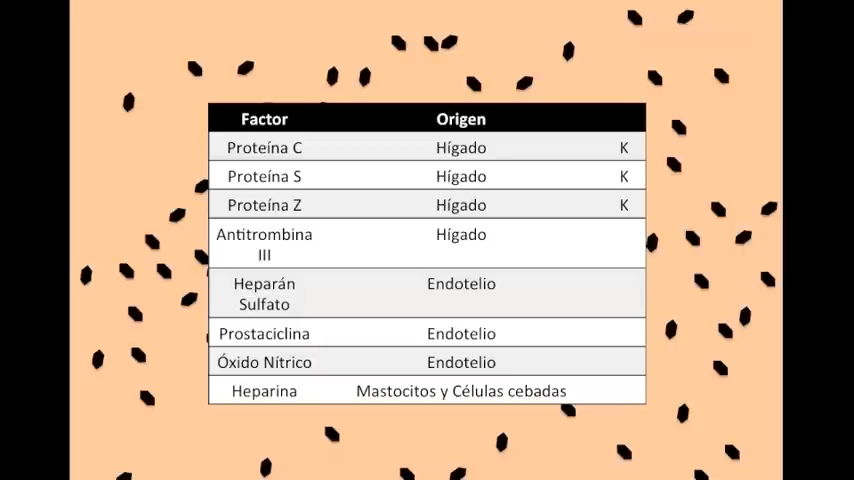 Factor Origen
Proteína C Hígado K
Proteína S Hígado K
Proteína Z Hígado K
Antitrombina Hígado
III
Heparán Endotelio
Sulfato
Prostaciclina Endotelio
Óxido Nítrico Endotelio
Heparina Mastocitos y Células cebadas